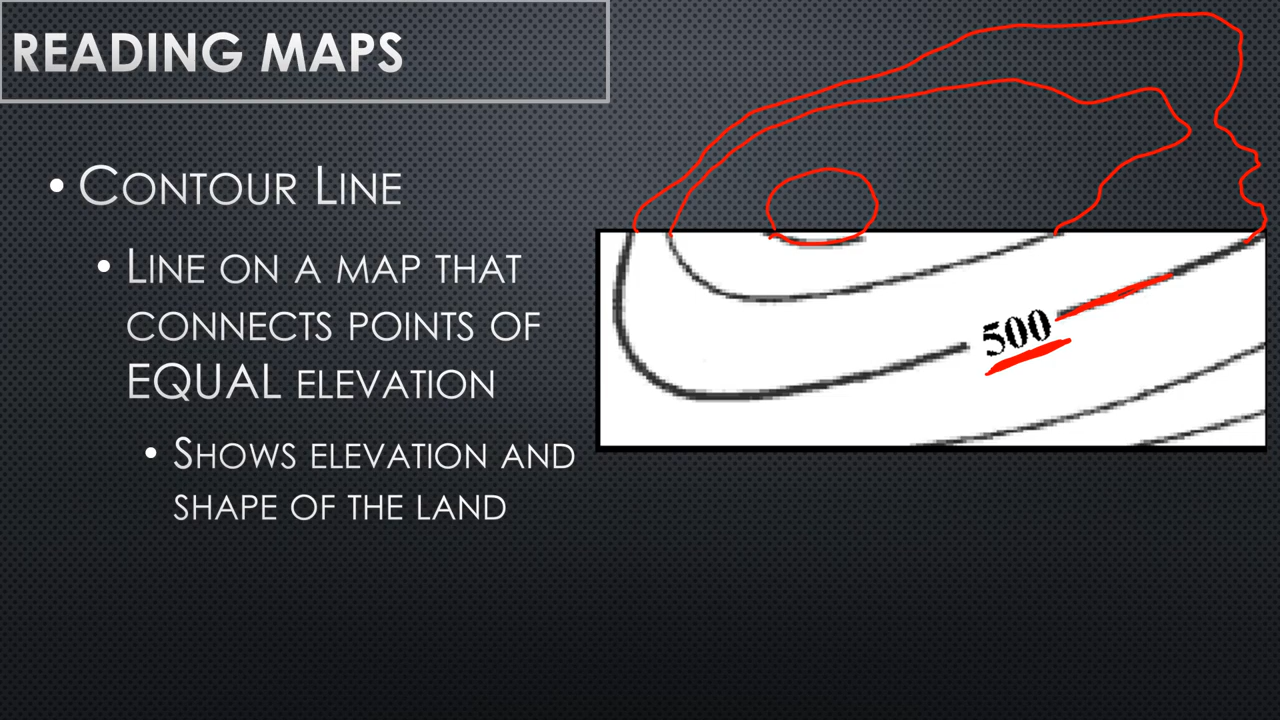 READING MAPS
• CONTOUR LINE
• LINE ON A MAP THAT
CONNECTS POINTS OF
EQUAL ELEVATION
• SHOWS ELEVATION AND
SHAPE OF THE LAND
500